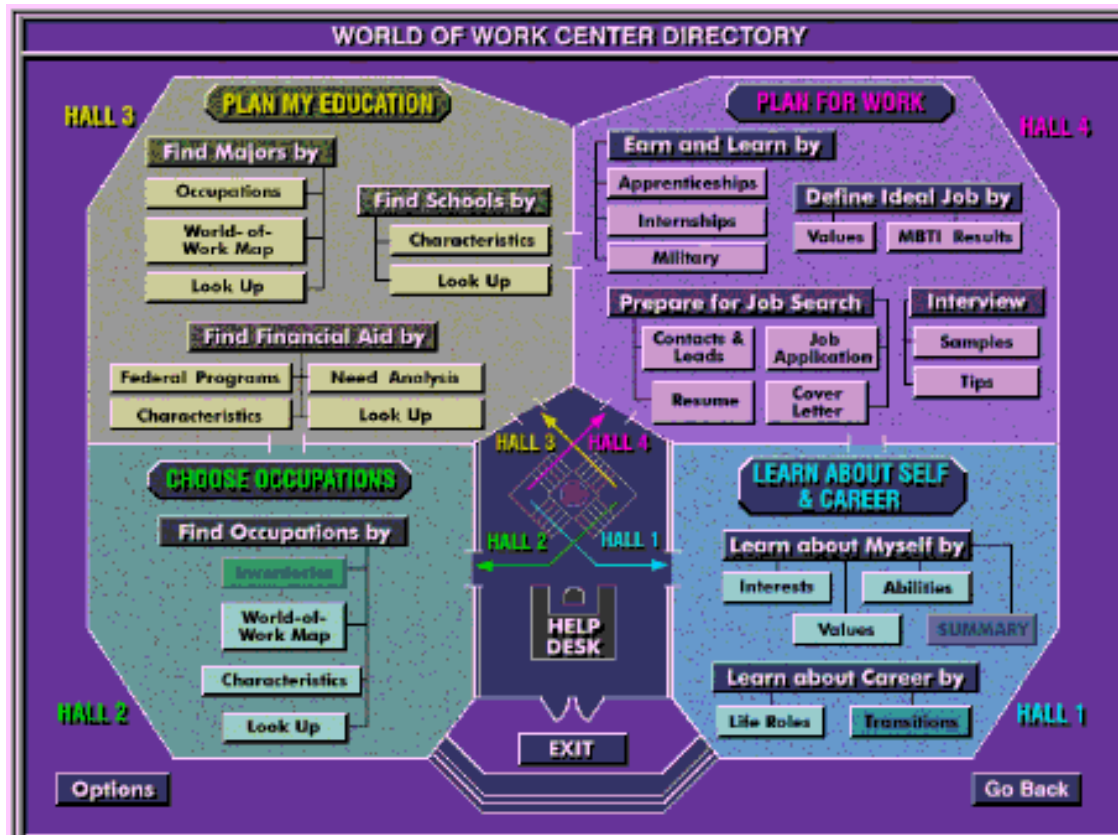 WORLD OF WORK CENTER DIRECTORY
HALL 3
PLAN MY EDUCATION
Find Majors by
Occupations
World-of-
Work Map
Look Up
Find Schools by
Characteristics
Look Up
Find Financial Aid by
Federal Programs
Need Analysis
Characteristics
Look Up
PLAN FOR WORK
HALL 4
Earn and Learn by
Apprenticeships
Internships
Military
Define Ideal Job by
Values
MBTI Results
Prepare for Job Search
Contacts &
Leads
Job
Application
Resume
Cover
Letter
Interview
Samples
Tips
HALL 3
HALL 4
HALL 2
HALL 1
HELP
DESK
CHOOSE OCCUPATIONS
Find Occupations by
Inventories
World-of-
Work Map
Characteristics
Look Up
HALL 2
LEARN ABOUT SELF
& CAREER
Learn about Myself by
Interests
Abilities
Values
SUMMARY
Learn about Career by
Life Roles
Transitions
HALL 1
EXIT
Options
Go Back